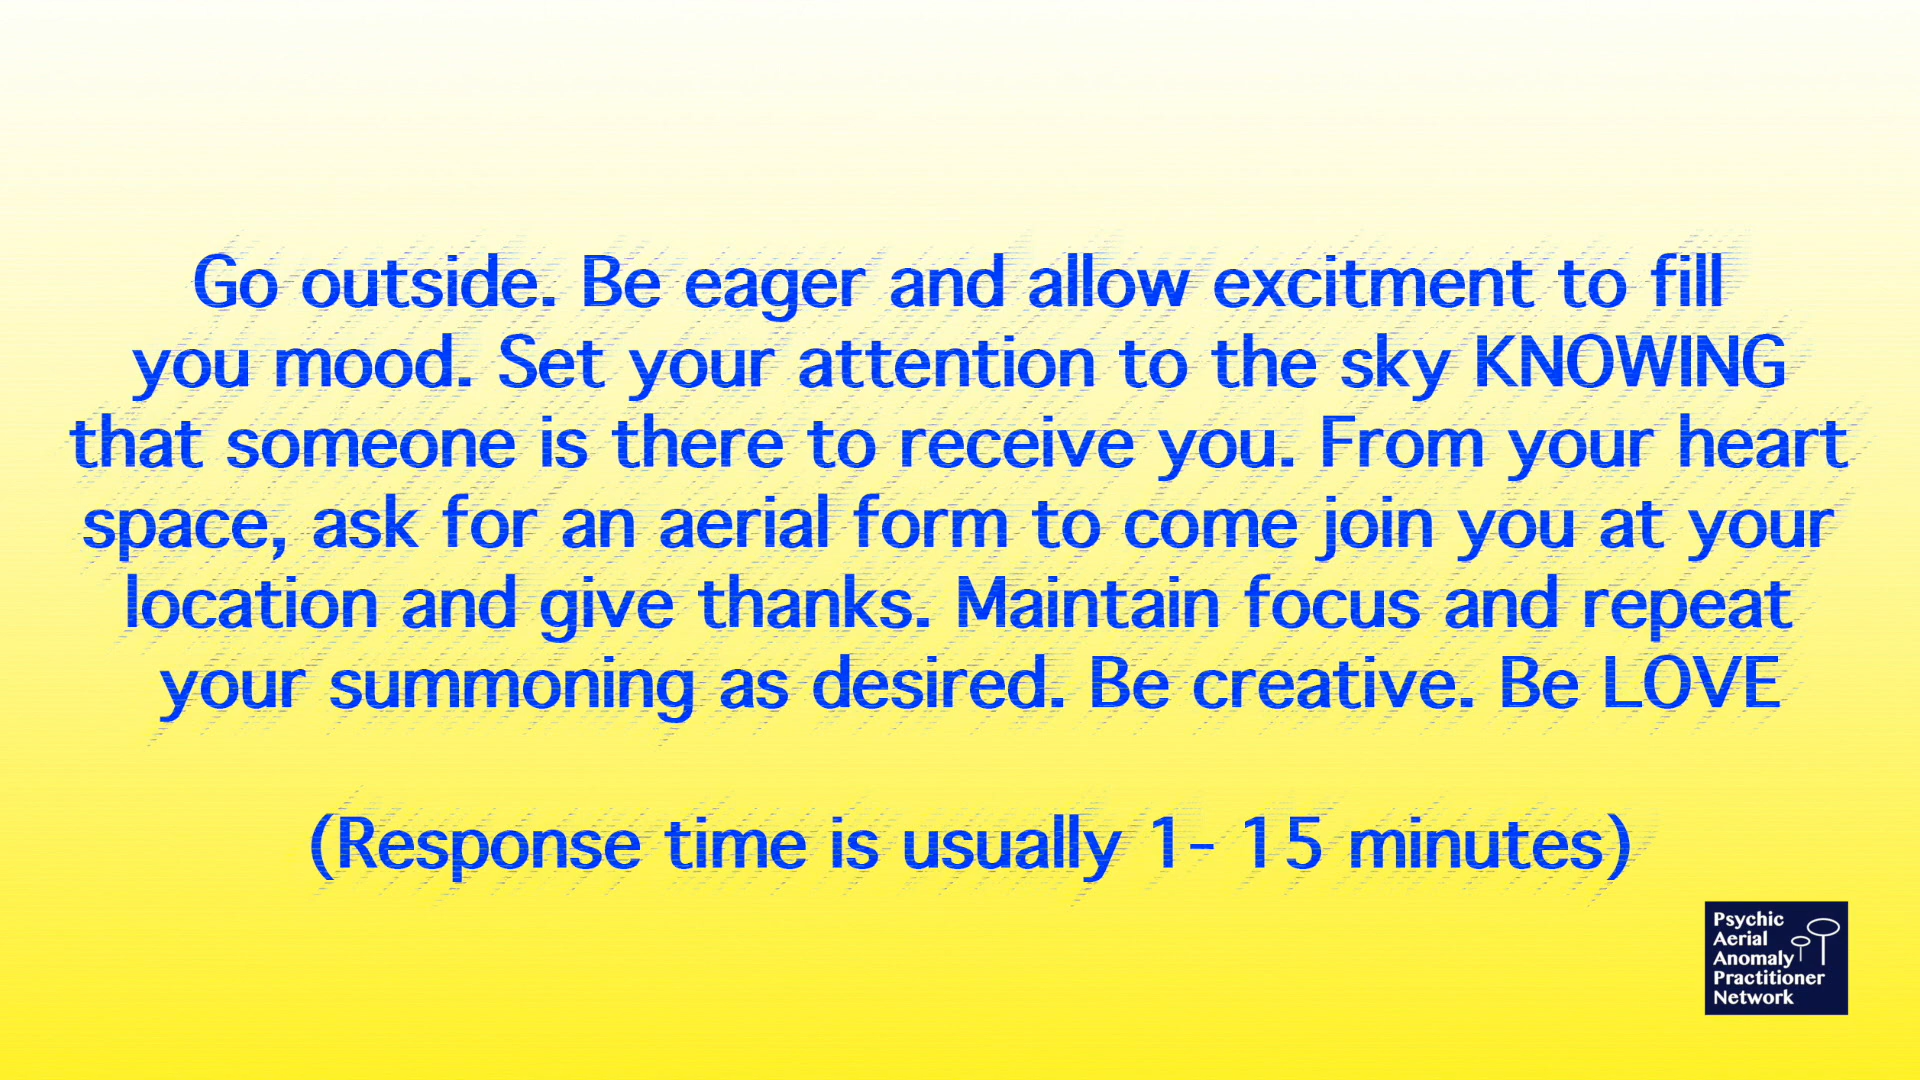 Go outside. Be eager and allow excitment to fill
you mood. Set your attention to the sky KNOWING
that someone is there to receive you. From your heart
space, ask for an aerial form to come join you at your
location and give thanks. Maintain focus and repeat
your summoning as desired. Be creative. Be LOVE
(Response time is usually 1- 15 minutes)
Psychic
Aerial
Anomaly
Practitioner
Network